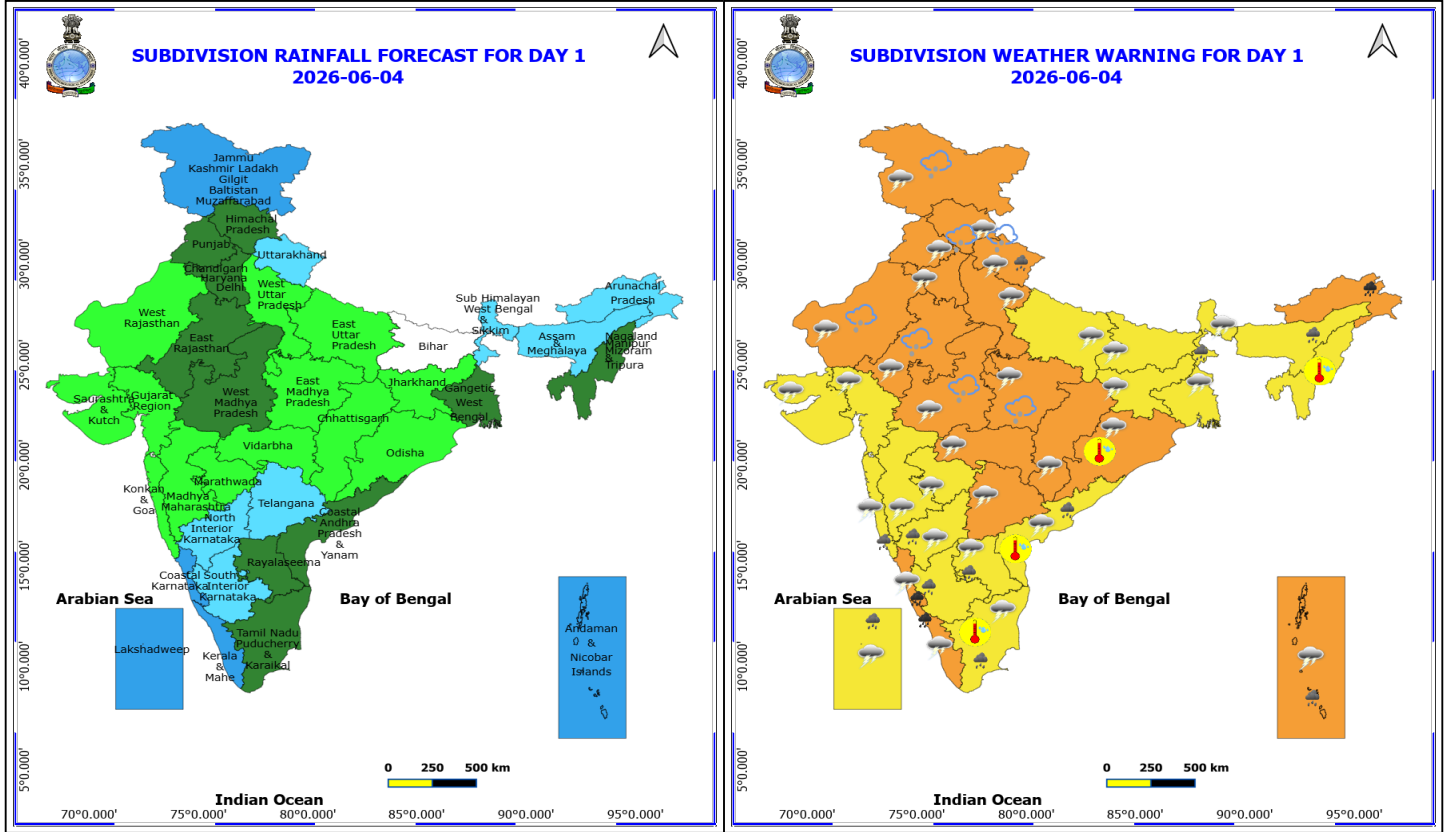 SUBDIVISION RAINFALL FORECAST FOR DAY 1
2026-06-04
40°0.000'
35°0.000'
30°0.000'
25°0.000'
20°0.000'
15°0.000'
10°0.000'
5°0.000'
Jammu
Kashmir Ladakh
Gilgit
Baltistan
Muzaffarabad
Himachal
Pradesh
Punjab
Uttarakhand
Chandigarh
Haryana
Delhi
West
Uttar
Pradesh
West
Rajasthan
East
Rajasthan
East
Uttar
Pradesh
Bihar
Sub Himalayan
West Bengal
&
Sikkim
Arunachal
Pradesh
Assam
&
Meghalaya
Nagaland
Manipur
Mizoram
&
Tripura
Saurashtra
&
Kutch
Gujarat
Region
West
Madhya
Pradesh
East
Madhya
Pradesh
Jharkhand
Gangetic
West
Bengal
Chhattisgarh
Odisha
Vidarbha
Marathwada
Madhya
Maharashtra
Konkan
&
Goa
Telangana
North
Interior
Karnataka
Coastal
Andhra
Pradesh
&
Yanam
Rayalaseema
Coastal
Karnataka
South
Interior
Karnataka
Tamil Nadu
Puducherry
&
Karaikal
Kerala
&
Mahe
Lakshadweep
Andaman
&
Nicobar
Islands
Arabian Sea
Bay of Bengal
0 250 500 km
Indian Ocean
70°0.000' 75°0.000' 80°0.000' 85°0.000' 90°0.000' 95°0.000'
SUBDIVISION WEATHER WARNING FOR DAY 1
2026-06-04
40°0.000'
35°0.000'
30°0.000'
25°0.000'
20°0.000'
15°0.000'
10°0.000'
5°0.000'
Arabian Sea
Bay of Bengal
0 250 500 km
Indian Ocean
70°0.000' 75°0.000' 80°0.000' 85°0.000' 90°0.000' 95°0.000'